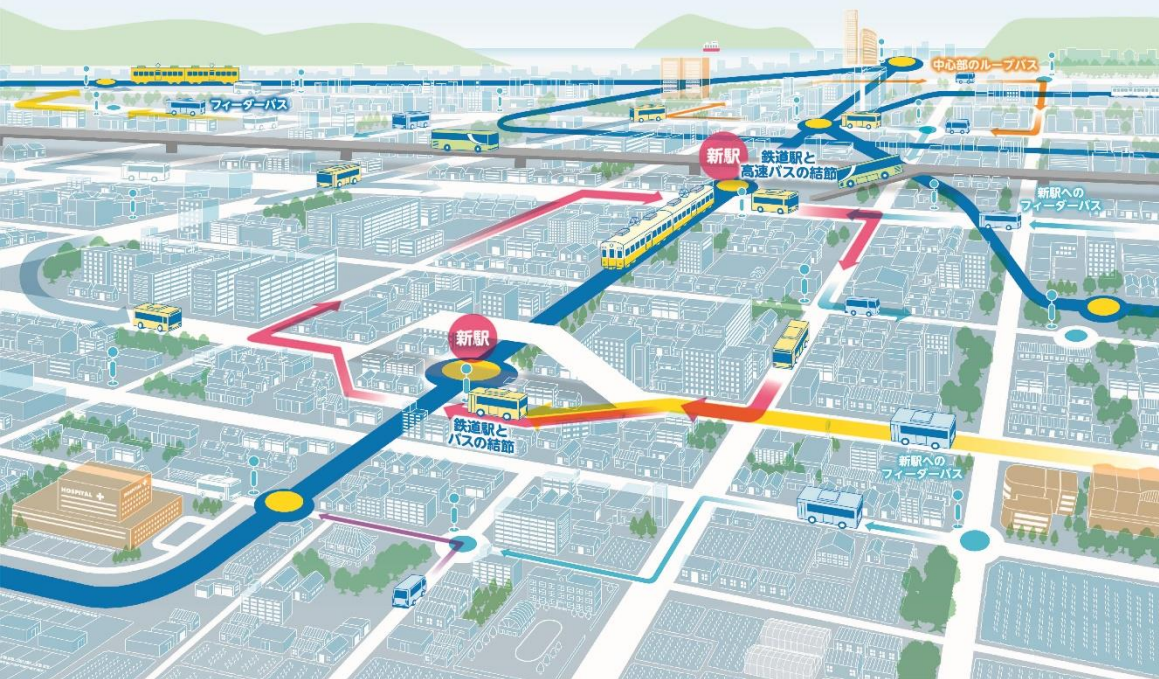 中心部のループバス
フィーダーバス
新駅
鉄道駅と
高速バスの結節
新駅への
フィーダーバス
新駅
鉄道駅と
バスの結節
新駅への
フィーダーバス
HOSPITAL